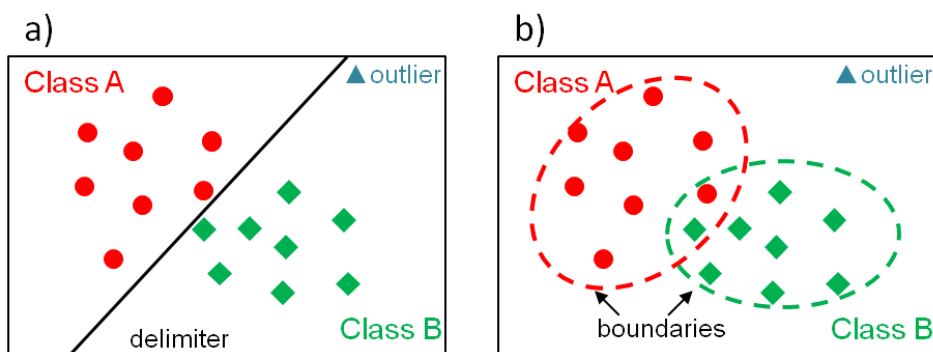 a)
Class A
outlier
delimiter
Class B
b)
Class A
outlier
boundaries
Class B